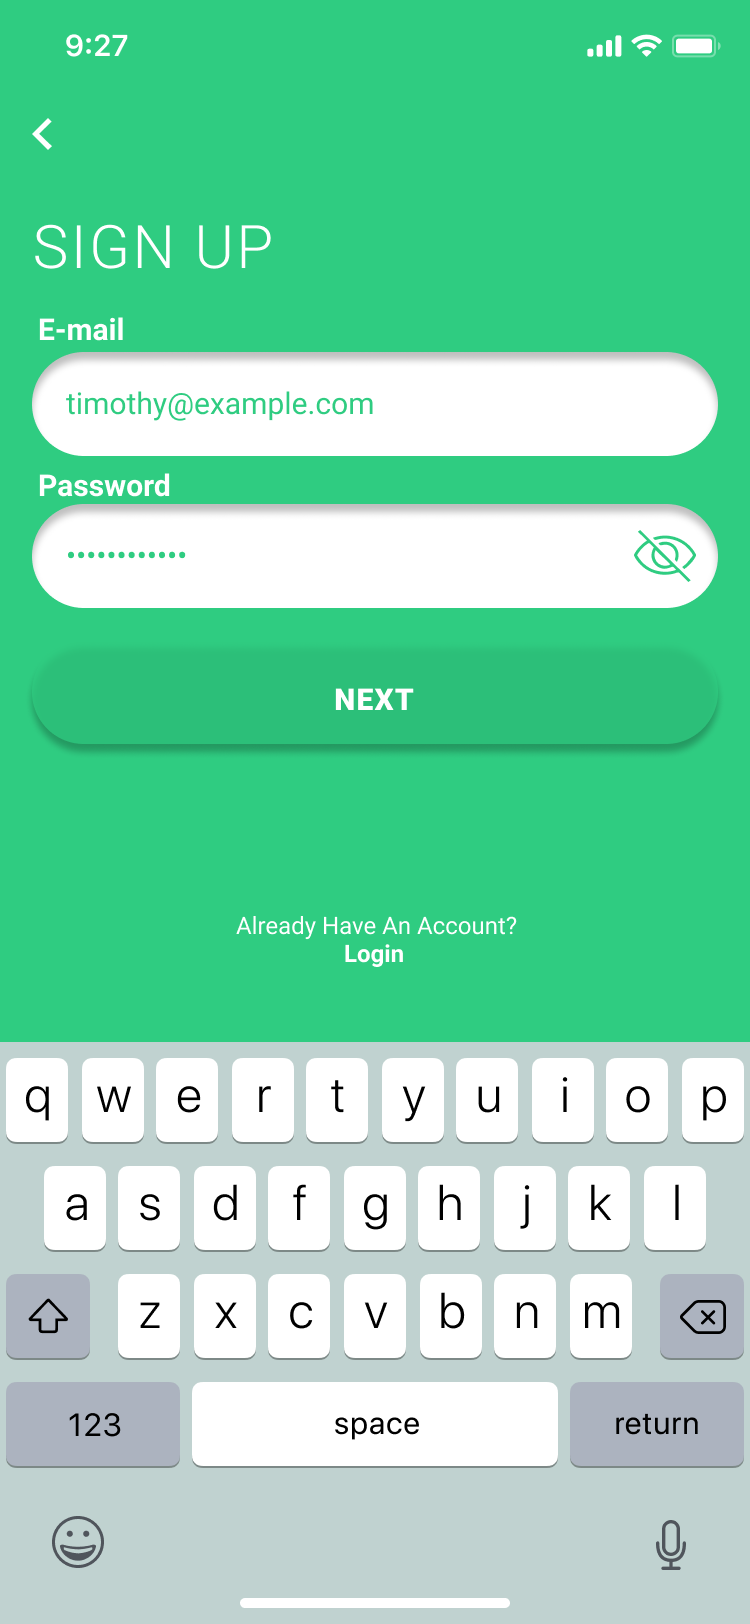 9:27
SIGN UP
E-mail
timothy@example.com
Password
••••••••••••
NEXT
Already Have An Account?
Login
q w e r t y u i o p
a s d f g h j k l
z x c v b n m
123 space return